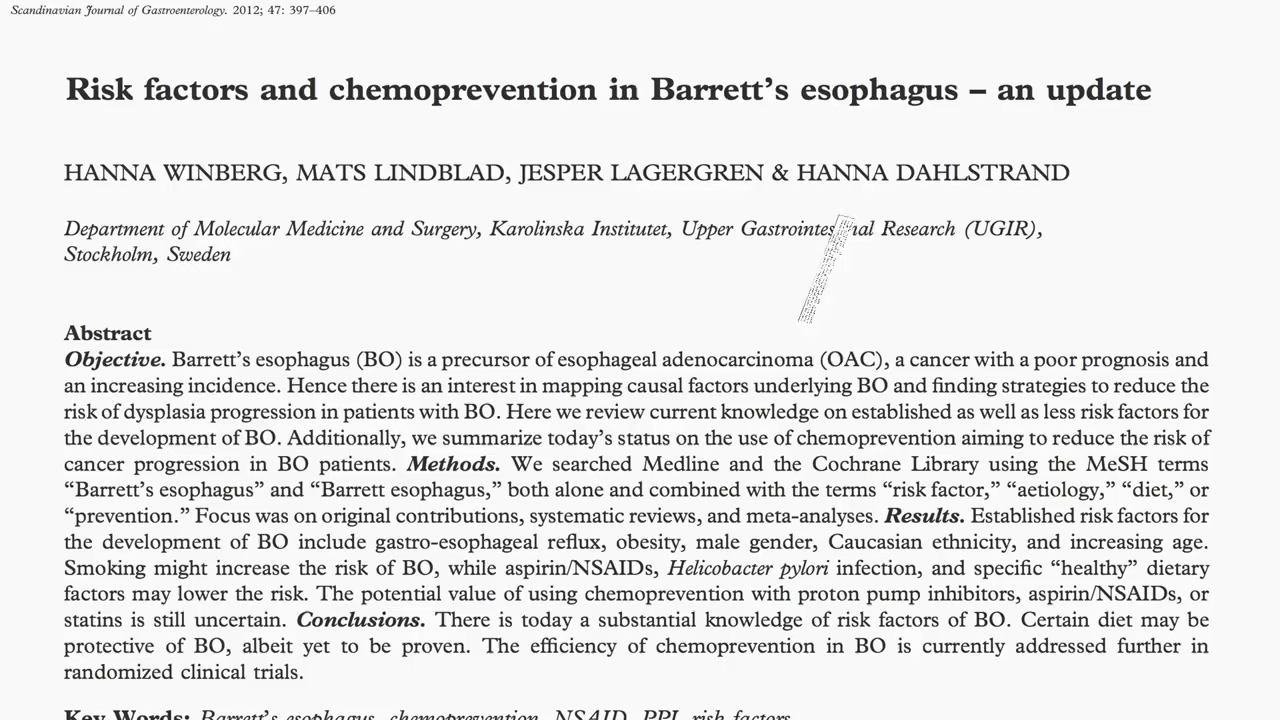 Scandinavian Journal of Gastroenterology. 2012; 47: 397–406
Risk factors and chemoprevention in Barrett’s esophagus – an update
HANNA WINBERG, MATS LINDBLAD, JESPER LAGERGREN & HANNA DAHLSTRAND
Department of Molecular Medicine and Surgery, Karolinska Institutet, Upper Research (UGIR),
Stockholm, Sweden
Abstract
Objective. Barrett’s esophagus (BO) is a precursor of esophageal adenocarcinoma (OAC), a cancer with a poor prognosis and
an increasing incidence. Hence there is an interest in mapping causal factors underlying BO and finding strategies to reduce the
risk of dysplasia progression in patients with BO. Here we review current knowledge on established as well as less risk factors for
the development of BO. Additionally, we summarize today’s status on the use of chemoprevention aiming to reduce the risk of
cancer progression in BO patients. Methods. We searched Medline and the Cochrane Library using the MeSH terms
“Barrett’s esophagus” and “Barrett esophagus,” both alone and combined with the terms “risk factor,” “aetiology,” “diet,” or
“prevention.” Focus was on original contributions, systematic reviews, and meta-analyses. Results. Established risk factors for
the development of BO include gastro-esophageal reflux, obesity, male gender, Caucasian ethnicity, and increasing age.
Smoking might increase the risk of BO, while aspirin/NSAIDs, Helicobacter pylori infection, and specific “healthy” dietary
factors may lower the risk. The potential value of using chemoprevention with proton pump inhibitors, aspirin/NSAIDs, or
statins is still uncertain. Conclusions. There is today a substantial knowledge of risk factors of BO. Certain diet may be
protective of BO, albeit yet to be proven. The efficiency of chemoprevention in BO is currently addressed further in
randomized clinical trials.
Key Words: Barrett’s esophagus, chemoprevention, NSAID, PPI, risk factors